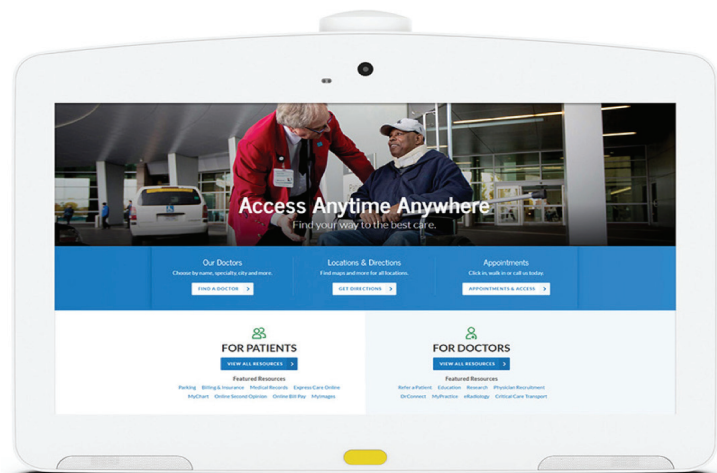 Access Anytime Anywhere
Find your way to the best care.
Our Doctors
Choose by name, specialty, city and more.
FIND A DOCTOR >
Locations & Directions
Find maps and more for all locations.
GET DIRECTIONS >
Appointments
Click in, walk in or call us today.
APPOINTMENTS & ACCESS >
FOR PATIENTS
VIEW ALL RESOURCES >
Featured Resources
Parking Billing & Insurance Medical Records Express Care Online
MyChart Online Second Opinion Online Bill Pay MyImages
FOR DOCTORS
VIEW ALL RESOURCES >
Featured Resources
Refer a Patient Education Research Physician Recruitment
DrConnect MyPractice eRadiology Critical Care Transport